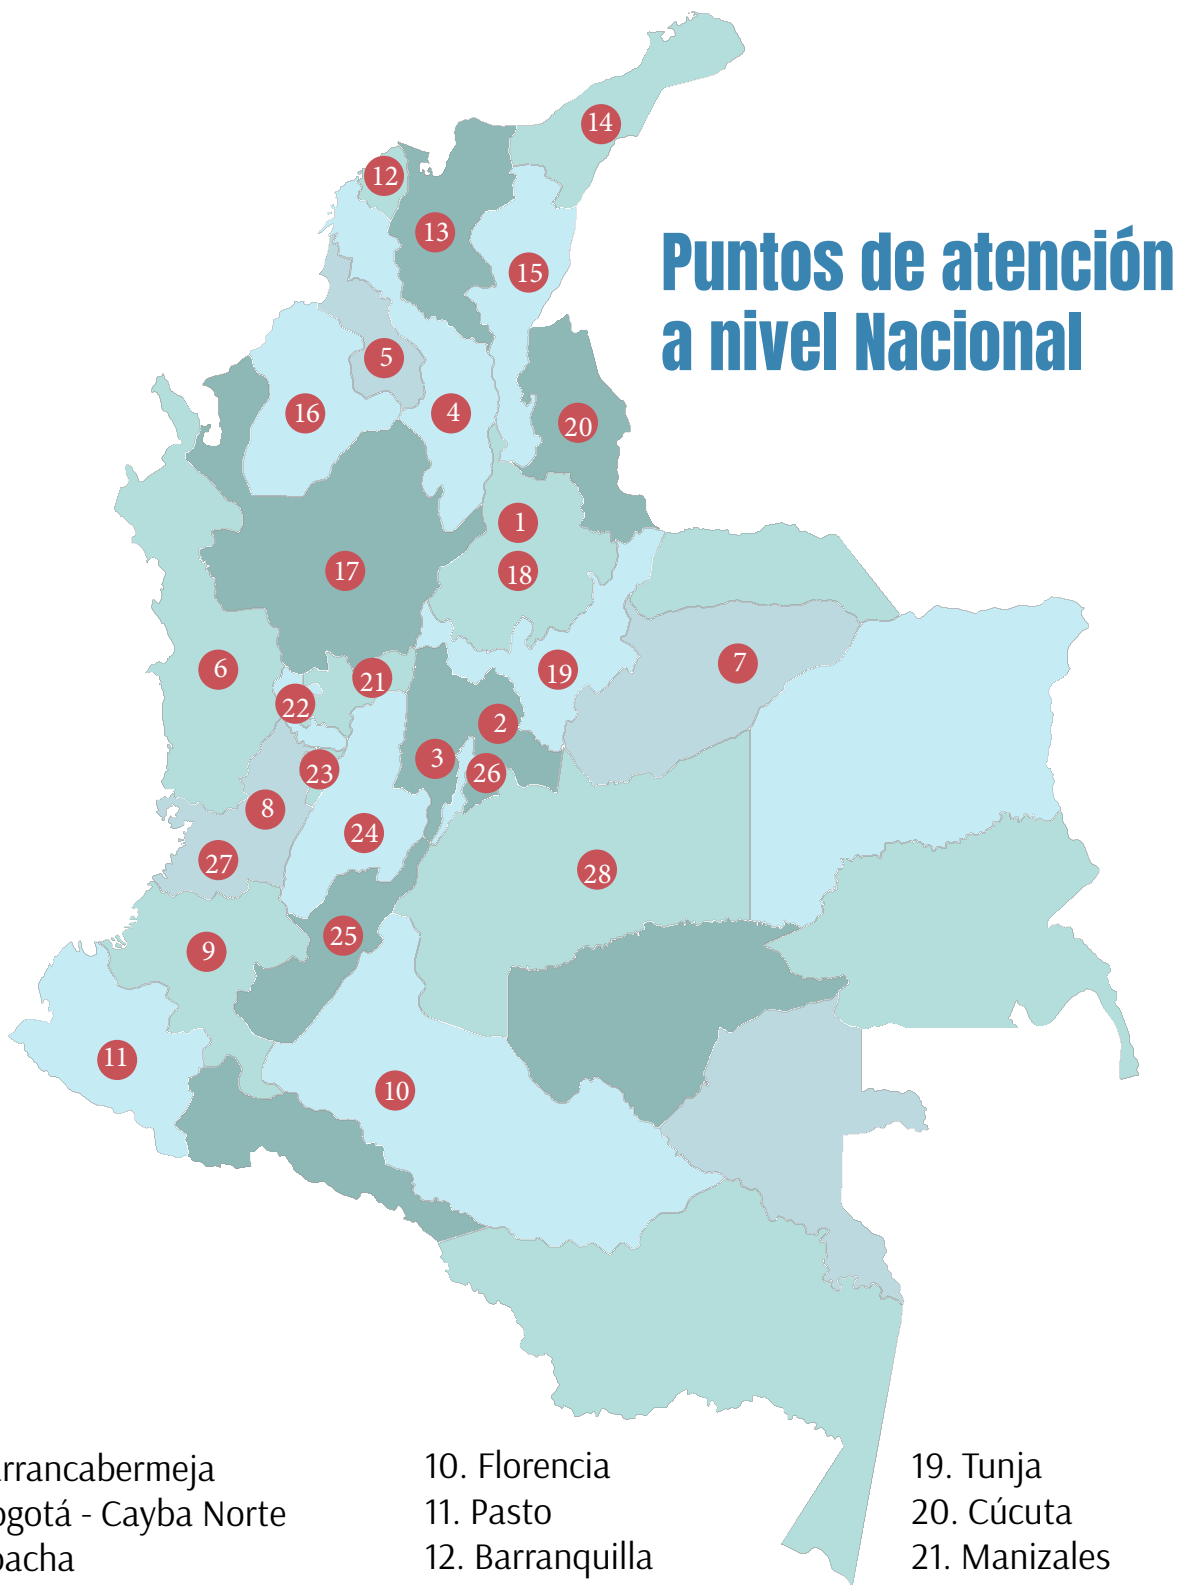 14
12
13
Puntos de atención
15
a nivel Nacional
5
16
4
20
1
17
18
6
7
19
21
22
2
3
23
26
8
24
27
28
25
9
11
10
rrancabermeja
ogotá - Cayba Norte
pacha
10. Florencia
11. Pasto
12. Barranquilla
19. Tunja
20. Cúcuta
21. Manizales